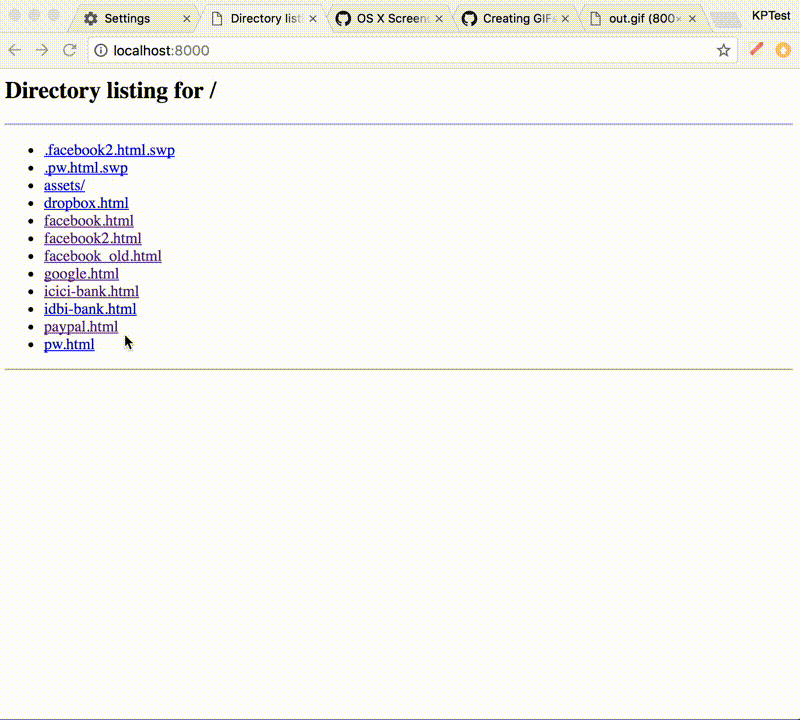 Settings
Directory list
OS X Screen
Creating GIFs
out.gif (800×
KPTest
localhost:8000
Directory listing for /
.facebook2.html.swp
.pw.html.swp
assets/
dropbox.html
facebook.html
facebook2.html
facebook_old.html
google.html
icici-bank.html
idbi-bank.html
paypal.html
pw.html